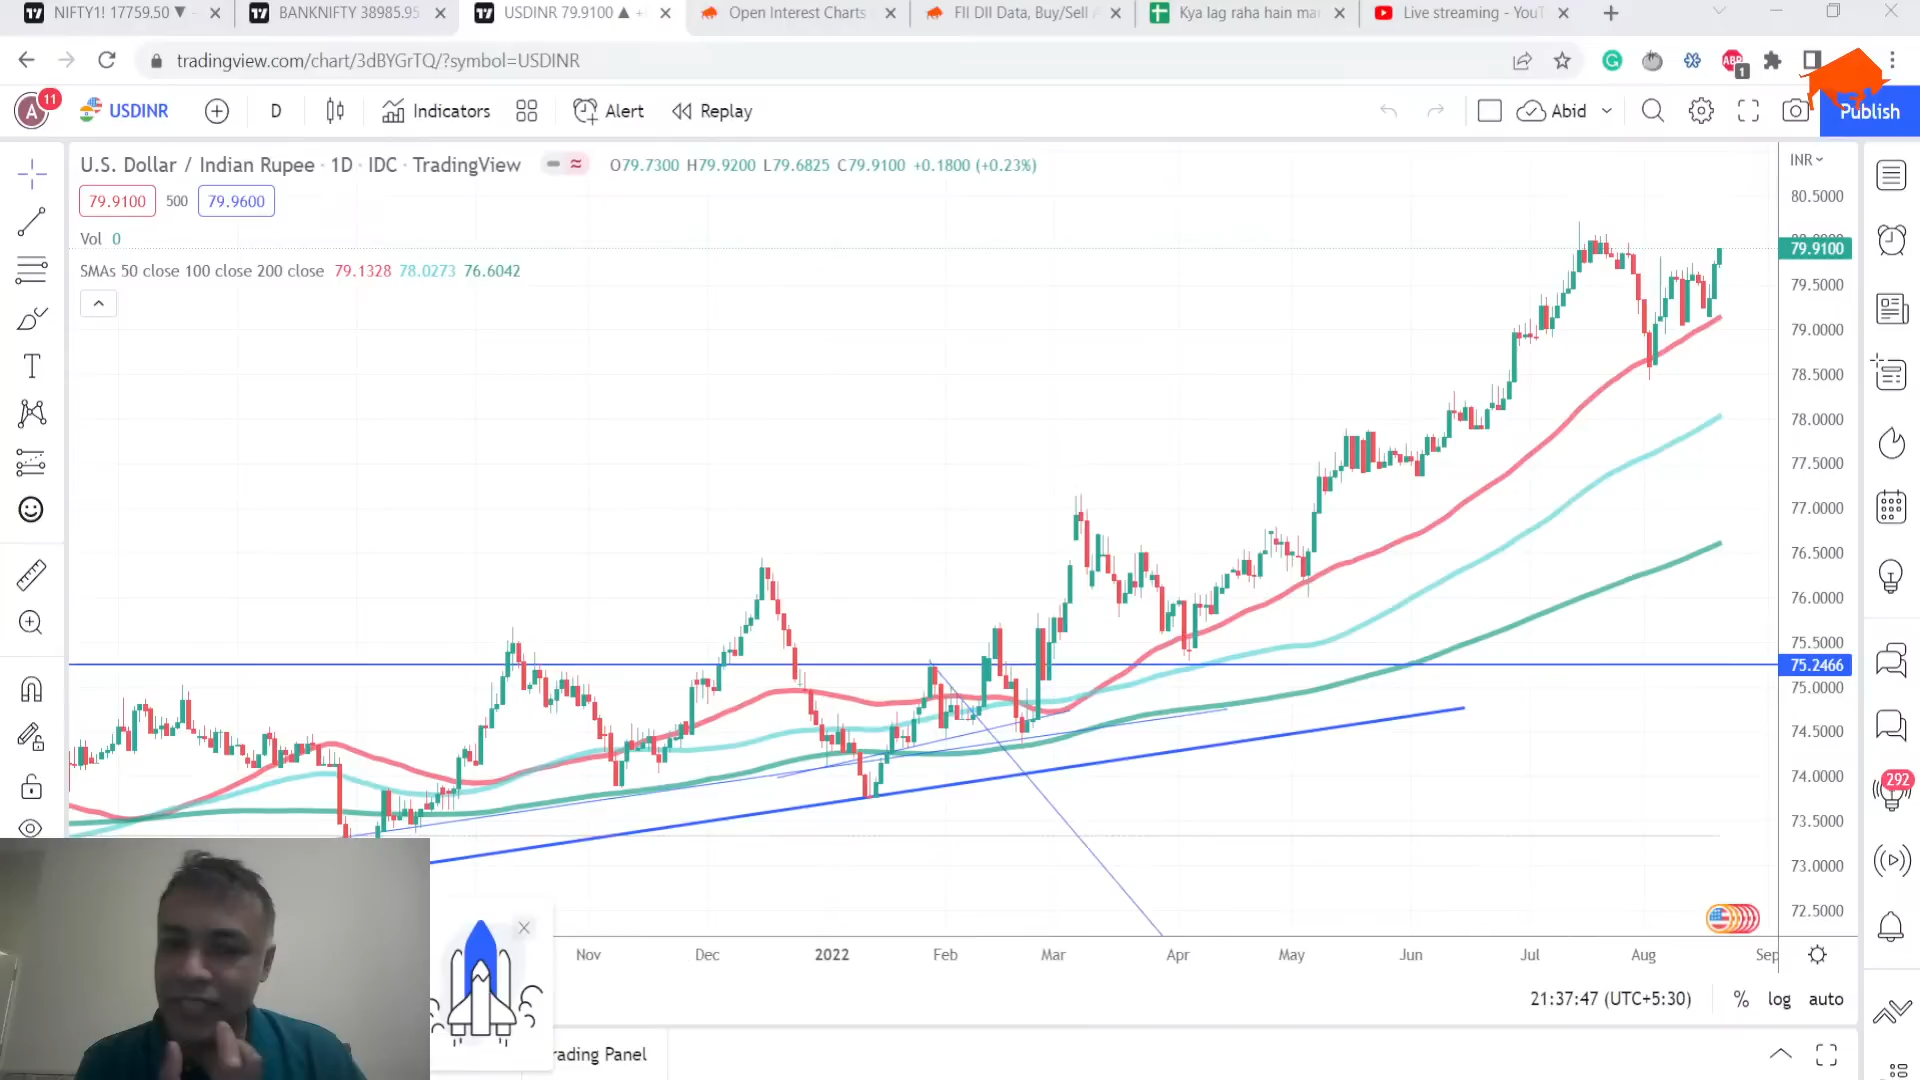 NIFTY1! 17759.50 ▼
BANKNIFTY 38985.95
USDINR 79.9100 ▲
Open Interest Charts
FII DII Data, Buy/Sell
Kya lag raha hain
Live streaming - YouT
tradingview.com/chart/3dBYGrTQ/?symbol=USDINR
ABP
1
A
11
USDINR
D
Indicators
Alert
Replay
Abid
Publish
U.S. Dollar / Indian Rupee · 1D · IDC · TradingView
O79.7300 H79.9200 L79.6825 C79.9100 +0.1800 (+0.23%)
INR
79.9100 500 79.9600
Vol 0
SMAs 50 close 100 close 200 close 79.1328 78.0273 76.6042
80.5000
79.9100
79.5000
79.0000
78.5000
78.0000
77.5000
77.0000
76.5000
76.0000
75.5000
75.2466
75.0000
74.5000
74.0000
73.5000
73.0000
72.5000
292
Nov Dec 2022 Feb Mar Apr May Jun Jul Aug Sep
21:37:47 (UTC+5:30) % log auto
rading Panel